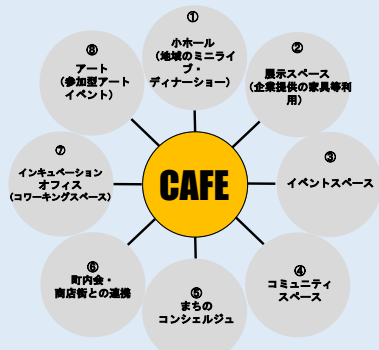 ①
小ホール
(地域のミニライ
ブ・
ディナーショー)
②
展示スペース
(企業提供の家具等利
用)
③
イベントスペース
④
コミュニティ
スペース
⑤
まちの
コンシェルジュ
⑥
町内会・
商店街との連携
⑦
インキュベーション
オフィス
(コワーキングスペース)
⑧
アート
(参加型アート
イベント)
CAFE